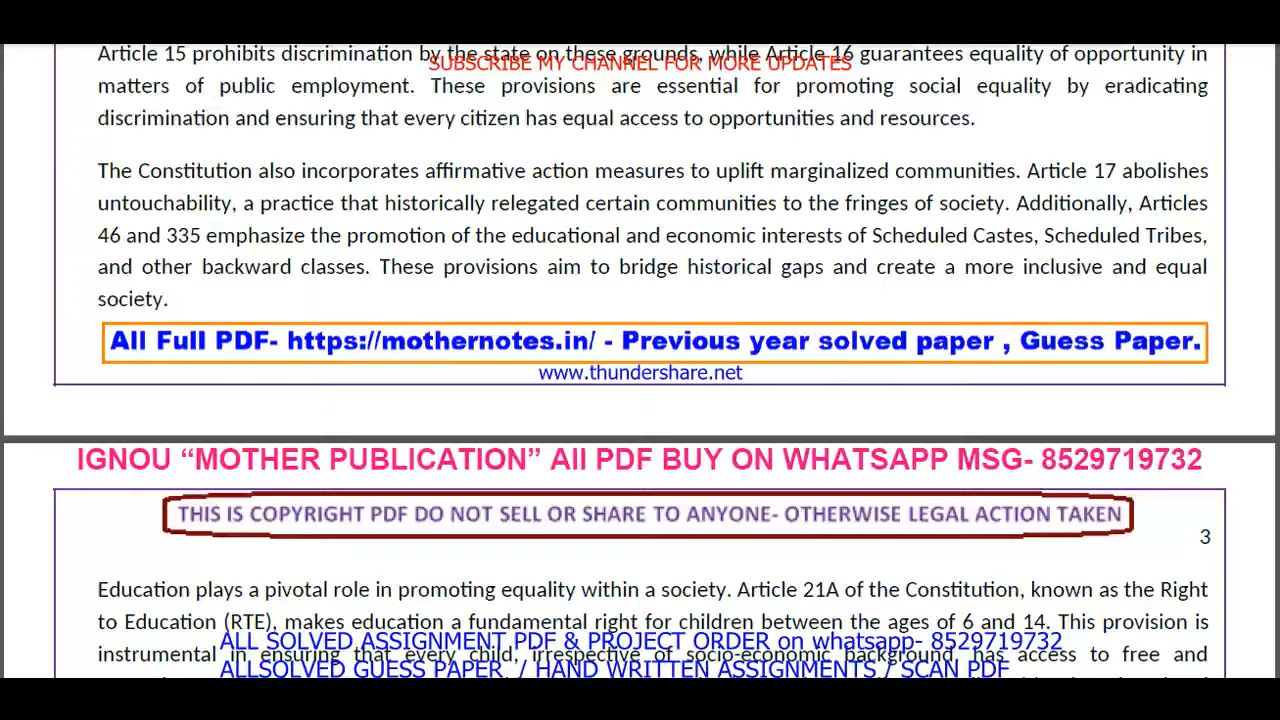 Article 15 prohibits discrimination by the state on these grounds, while Article 16 guarantees equality of opportunity in
SUBSCRIBE MY CHANNEL FOR MORE UPDATES
matters of public employment. These provisions are essential for promoting social equality by eradicating
discrimination and ensuring that every citizen has equal access to opportunities and resources.
The Constitution also incorporates affirmative action measures to uplift marginalized communities. Article 17 abolishes
untouchability, a practice that historically relegated certain communities to the fringes of society. Additionally, Articles
46 and 335 emphasize the promotion of the educational and economic interests of Scheduled Castes, Scheduled Tribes,
and other backward classes. These provisions aim to bridge historical gaps and create a more inclusive and equal
society.
All Full PDF- https://mothernotes.in/ - Previous year solved paper , Guess Paper.
www.thundershare.net
IGNOU “MOTHER PUBLICATION” All PDF BUY ON WHATSAPP MSG- 8529719732
THIS IS COPYRIGHT PDF DO NOT SELL OR SHARE TO ANYONE- OTHERWISE LEGAL ACTION TAKEN
3
Education plays a pivotal role in promoting equality within a society. Article 21A of the Constitution, known as the Right
to Education (RTE), makes education a fundamental right for children between the ages of 6 and 14. This provision is
ALL SOLVED ASSIGNMENT PDF & PROJECT ORDER on whatsapp- 8529719732
instrumental in ensuring that every child, irrespective of socio-economic background, has access to free and
ALLSOLVED GUESS PAPER / HAND WRITTEN ASSIGNMENTS / SCAN PDF